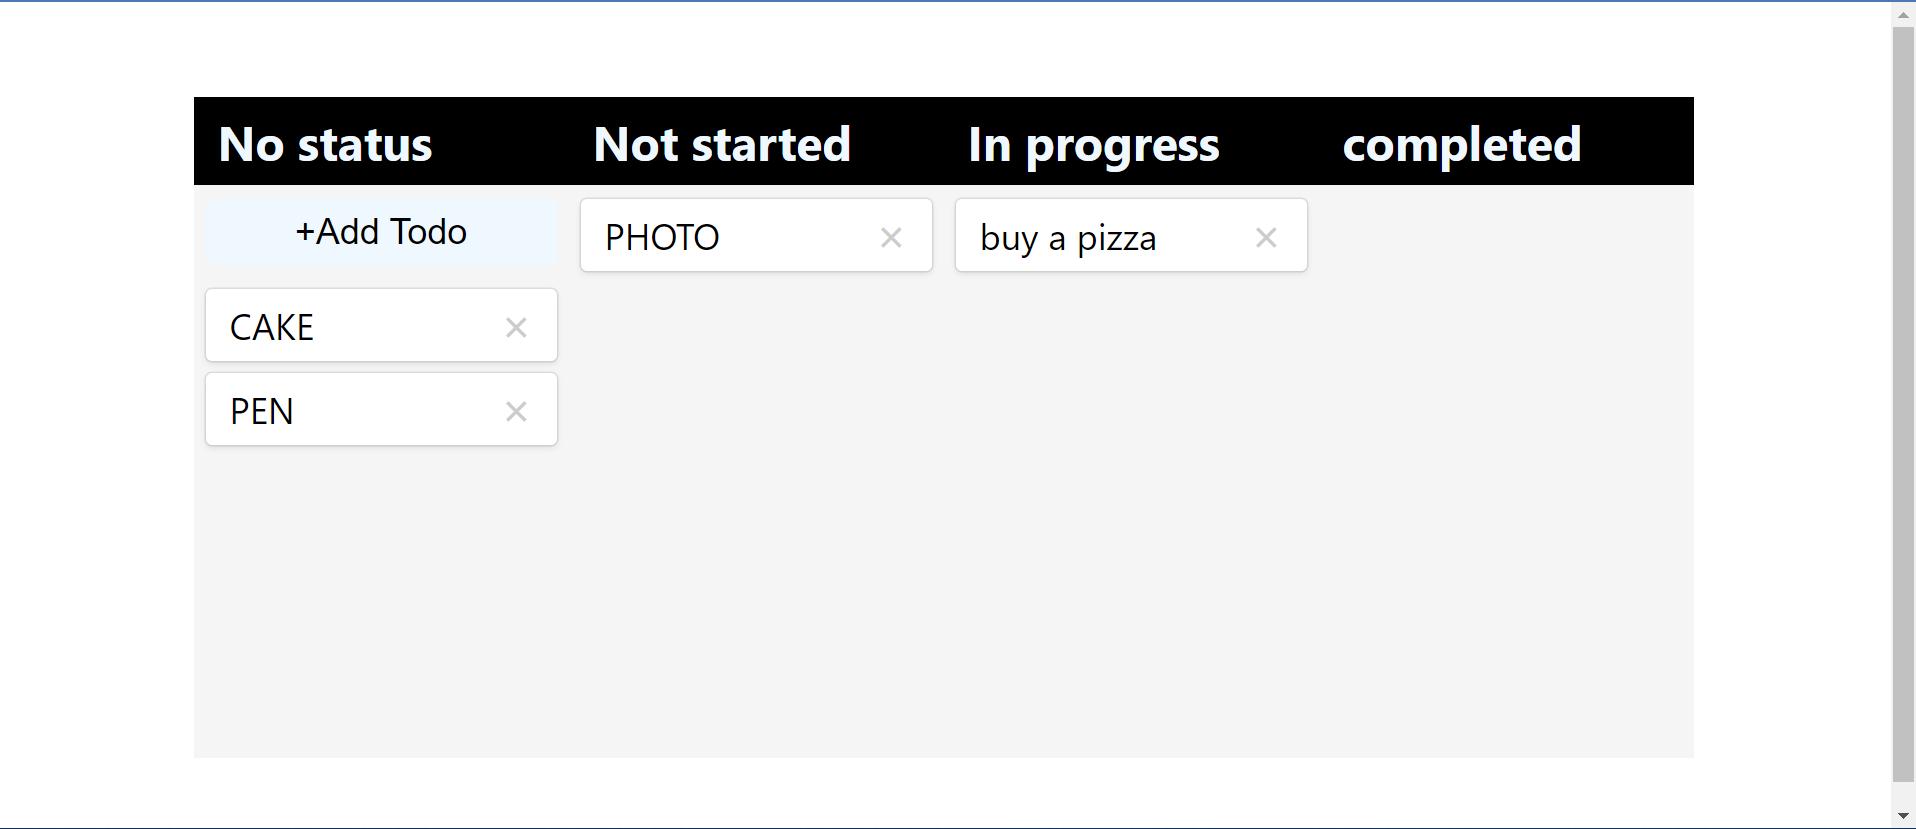 No status
Not started
In progress
completed
+Add Todo
PHOTO
buy a pizza
CAKE
PEN